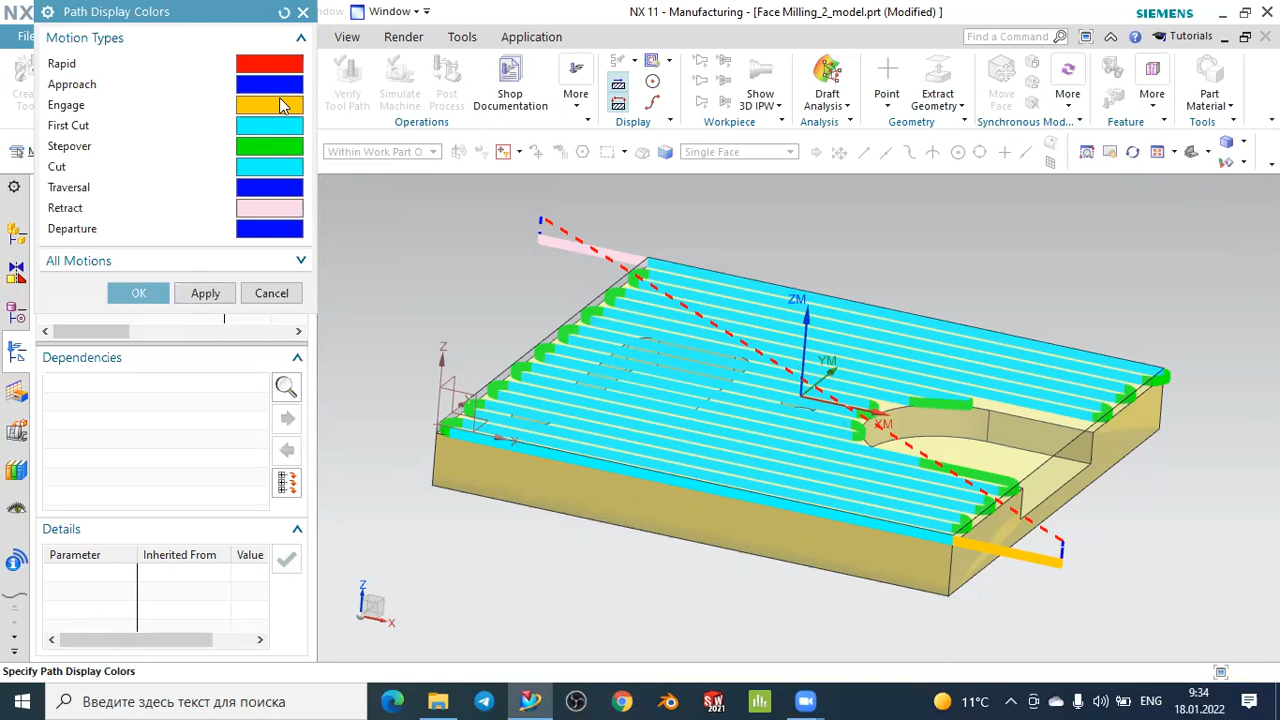 NX
Path Display Colors
ndow
Window
NX 11 - Manufacturing - [Face Milling_2_model.prt (Modified) ]
SIEMENS
File
View
Render
Tools
Application
Find a Command
Tutorials
Motion Types
Rapid
Approach
Engage
First Cut
Stepover
Cut
Traversal
Retract
Departure
All Motions
OK
Apply
Cancel
Verify
Tool Path
Simulate
Machine
Post
Process
Shop
Documentation
More
Operations
Display
Show
3D IPW
Workpiece
Draft
Analysis
Analysis
Point
Extract
Geometry
Geometry
Move
Face
More
Synchronous Mod...
More
Feature
Part
Material
Tools
Within Work Part O
Single Face
ZM
YM
XM
Z
X
Z
X
Dependencies
Details
Parameter
Inherited From
Value
Specify Path Display Colors
Введите здесь текст для поиска
SW
2021
11°C
ENG
9:34
18.01.2022